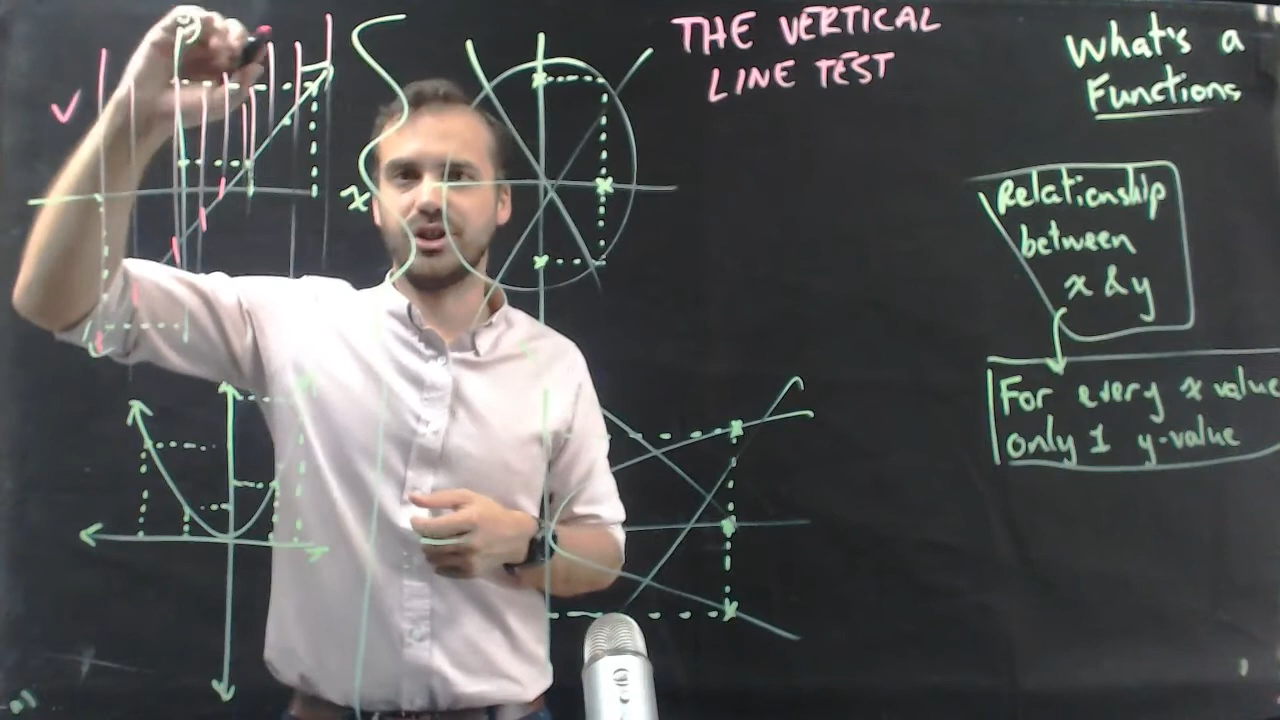 THE VERTICAL
LINE TEST
What's a
Functions
Relationship
between
x & y
For every x value
only 1 y-value
x